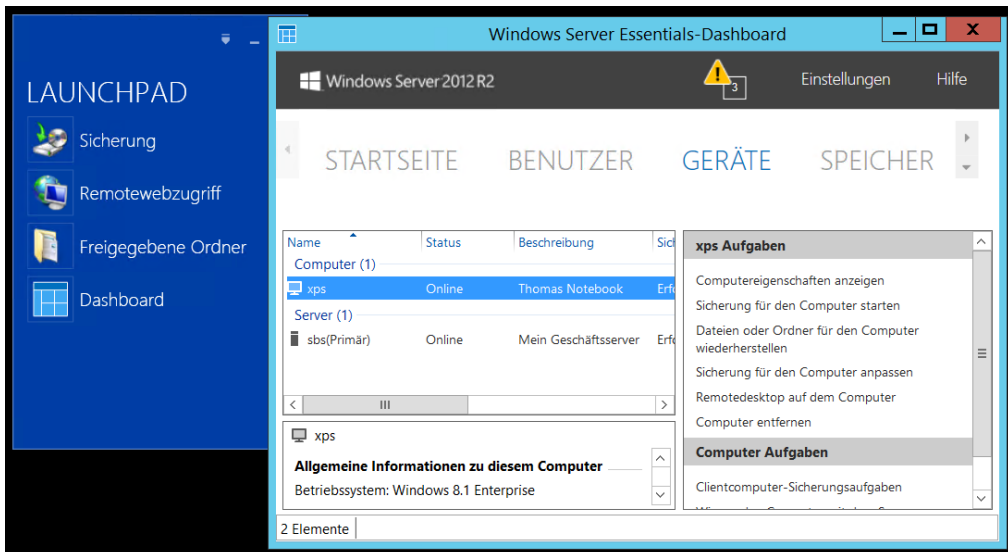 LAUNCHPAD
Sicherung
Remotewebzugriff
Freigegebene Ordner
Dashboard
Windows Server Essentials-Dashboard
Windows Server 2012 R2
3
Einstellungen
Hilfe
STARTSEITE
BENUTZER
GERÄTE
SPEICHER
Name Status Beschreibung
Computer (1)
xps Online Thomas Notebook
Server (1)
sbs(Primär) Online Mein Geschäftsserver
xps
Allgemeine Informationen zu diesem Computer
Betriebssystem: Windows 8.1 Enterprise
xps Aufgaben
Computereigenschaften anzeigen
Sicherung für den Computer starten
Dateien oder Ordner für den Computer
wiederherstellen
Sicherung für den Computer anpassen
Remotedesktop auf dem Computer
Computer entfernen
Computer Aufgaben
Clientcomputer-Sicherungsaufgaben
2 Elemente